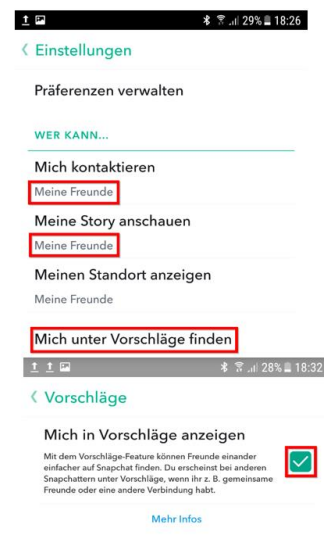 29% 18:26
Einstellungen
Präferenzen verwalten
WER KANN...
Mich kontaktieren
Meine Freunde
Meine Story anschauen
Meine Freunde
Meinen Standort anzeigen
Meine Freunde
Mich unter Vorschläge finden
28% 18:32
Vorschläge
Mich in Vorschläge anzeigen
Mit dem Vorschläge-Feature können Freunde einander
einfacher auf Snapchat finden. Du erscheinst bei anderen
Snapchattern unter Vorschläge, wenn ihr z. B. gemeinsame
Freunde oder eine andere Verbindung habt.
Mehr Infos